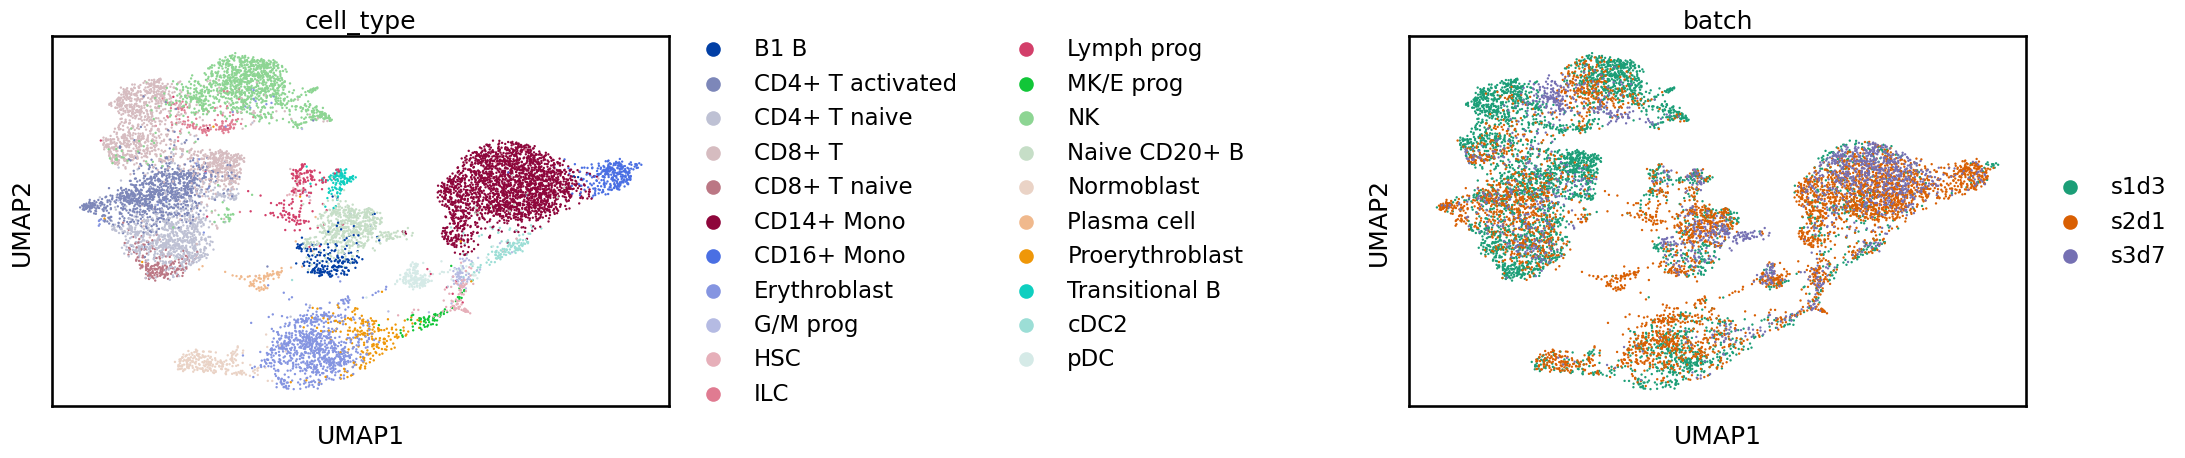 cell_type
UMAP2
UMAP1
B1 B
CD4+ T activated
CD4+ T naive
CD8+ T
CD8+ T naive
CD14+ Mono
CD16+ Mono
Erythroblast
G/M prog
HSC
ILC
Lymph prog
MK/E prog
NK
Naive CD20+ B
Normoblast
Plasma cell
Proerythroblast
Transitional B
cDC2
pDC
batch
UMAP2
UMAP1
s1d3
s2d1
s3d7